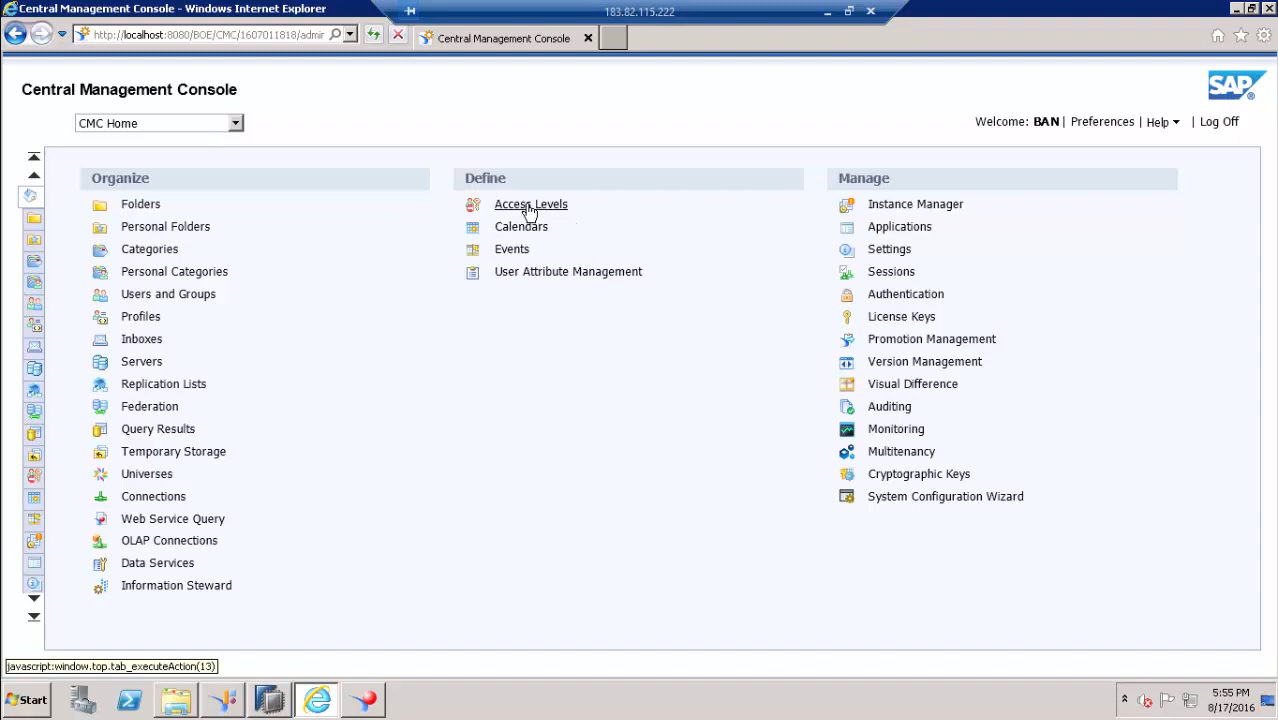 Central Management Console - Windows Internet Explorer
183.82.115.222
http://localhost:8080/BOE/CMC/1607011818/admir
Central Management Console
Central Management Console
SAP
CMC Home
Welcome: BAN | Preferences | Help | Log Off
Organize
Folders
Personal Folders
Categories
Personal Categories
Users and Groups
Profiles
Inboxes
Servers
Replication Lists
Federation
Query Results
Temporary Storage
Universes
Connections
Web Service Query
OLAP Connections
Data Services
Information Steward
Define
Access Levels
Calendars
Events
User Attribute Management
Manage
Instance Manager
Applications
Settings
Sessions
Authentication
License Keys
Promotion Management
Version Management
Visual Difference
Auditing
Monitoring
Multitenancy
Cryptographic Keys
System Configuration Wizard
javascript:window.top.tab_executeAction(13)
Start
5:55 PM
8/17/2016